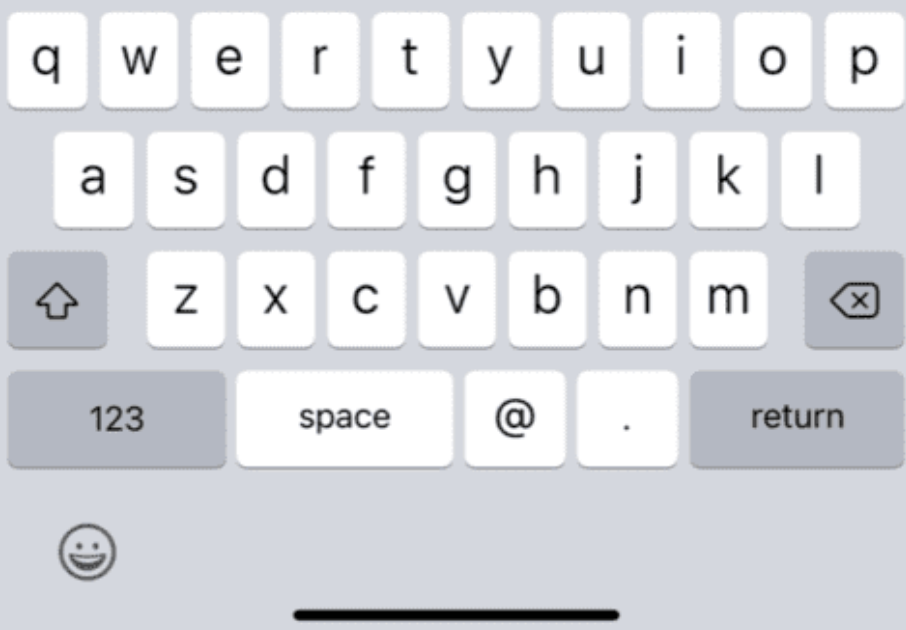 q w e r t y u i o p
a s d f g h j k l
z x c v b n m
123 space @ . return